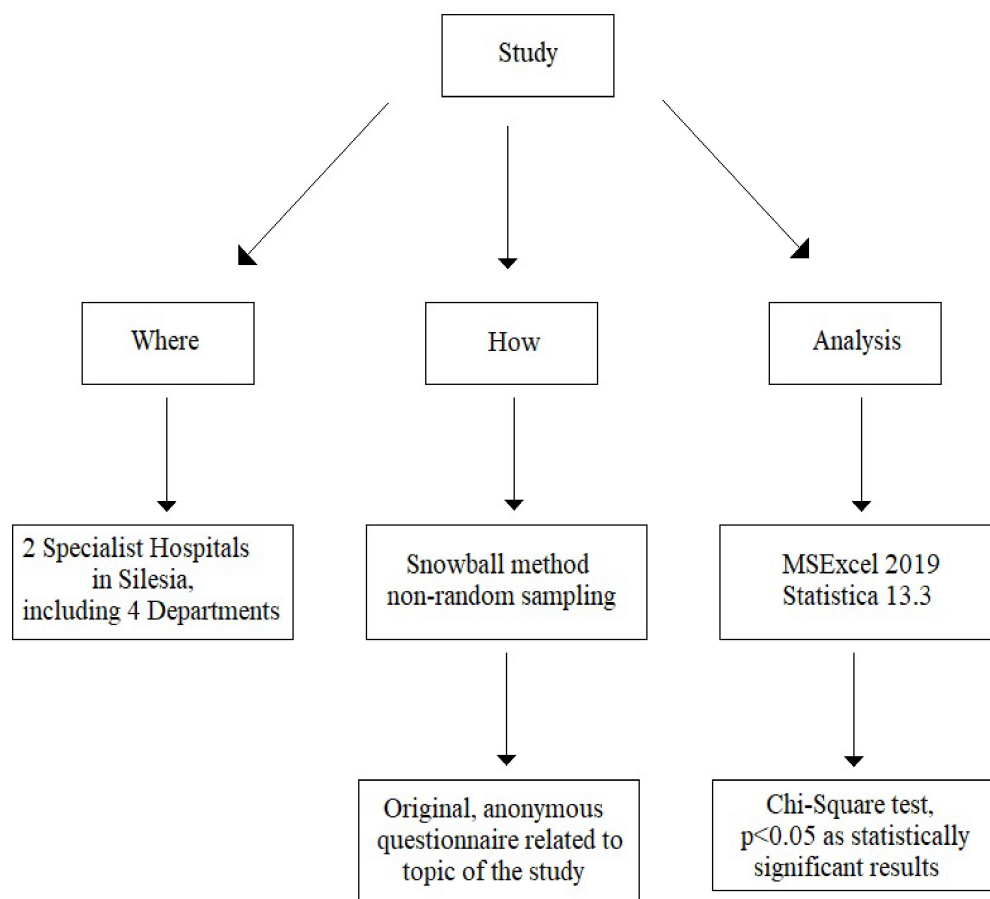 Study
Where
How
Analysis
2 Specialist Hospitals
in Silesia,
including 4 Departments
Snowball method
non-random sampling
MSExcel 2019
Statistica 13.3
Original, anonymous
questionnaire related to
topic of the study
Chi-Square test,
p<0.05 as statistically
significant results